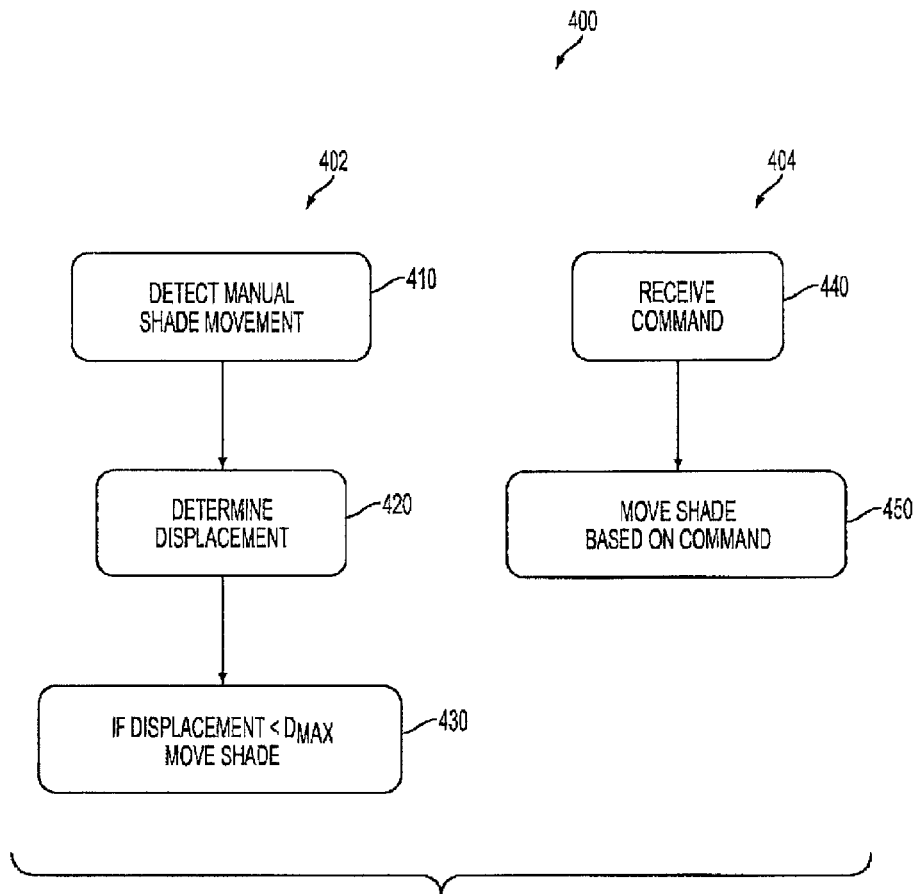 400
402
404
DETECT MANUAL
SHADE MOVEMENT
410
RECEIVE
COMMAND
440
DETERMINE
DISPLACEMENT
420
MOVE SHADE
BASED ON COMMAND
450
IF DISPLACEMENT < DMAX
MOVE SHADE
430